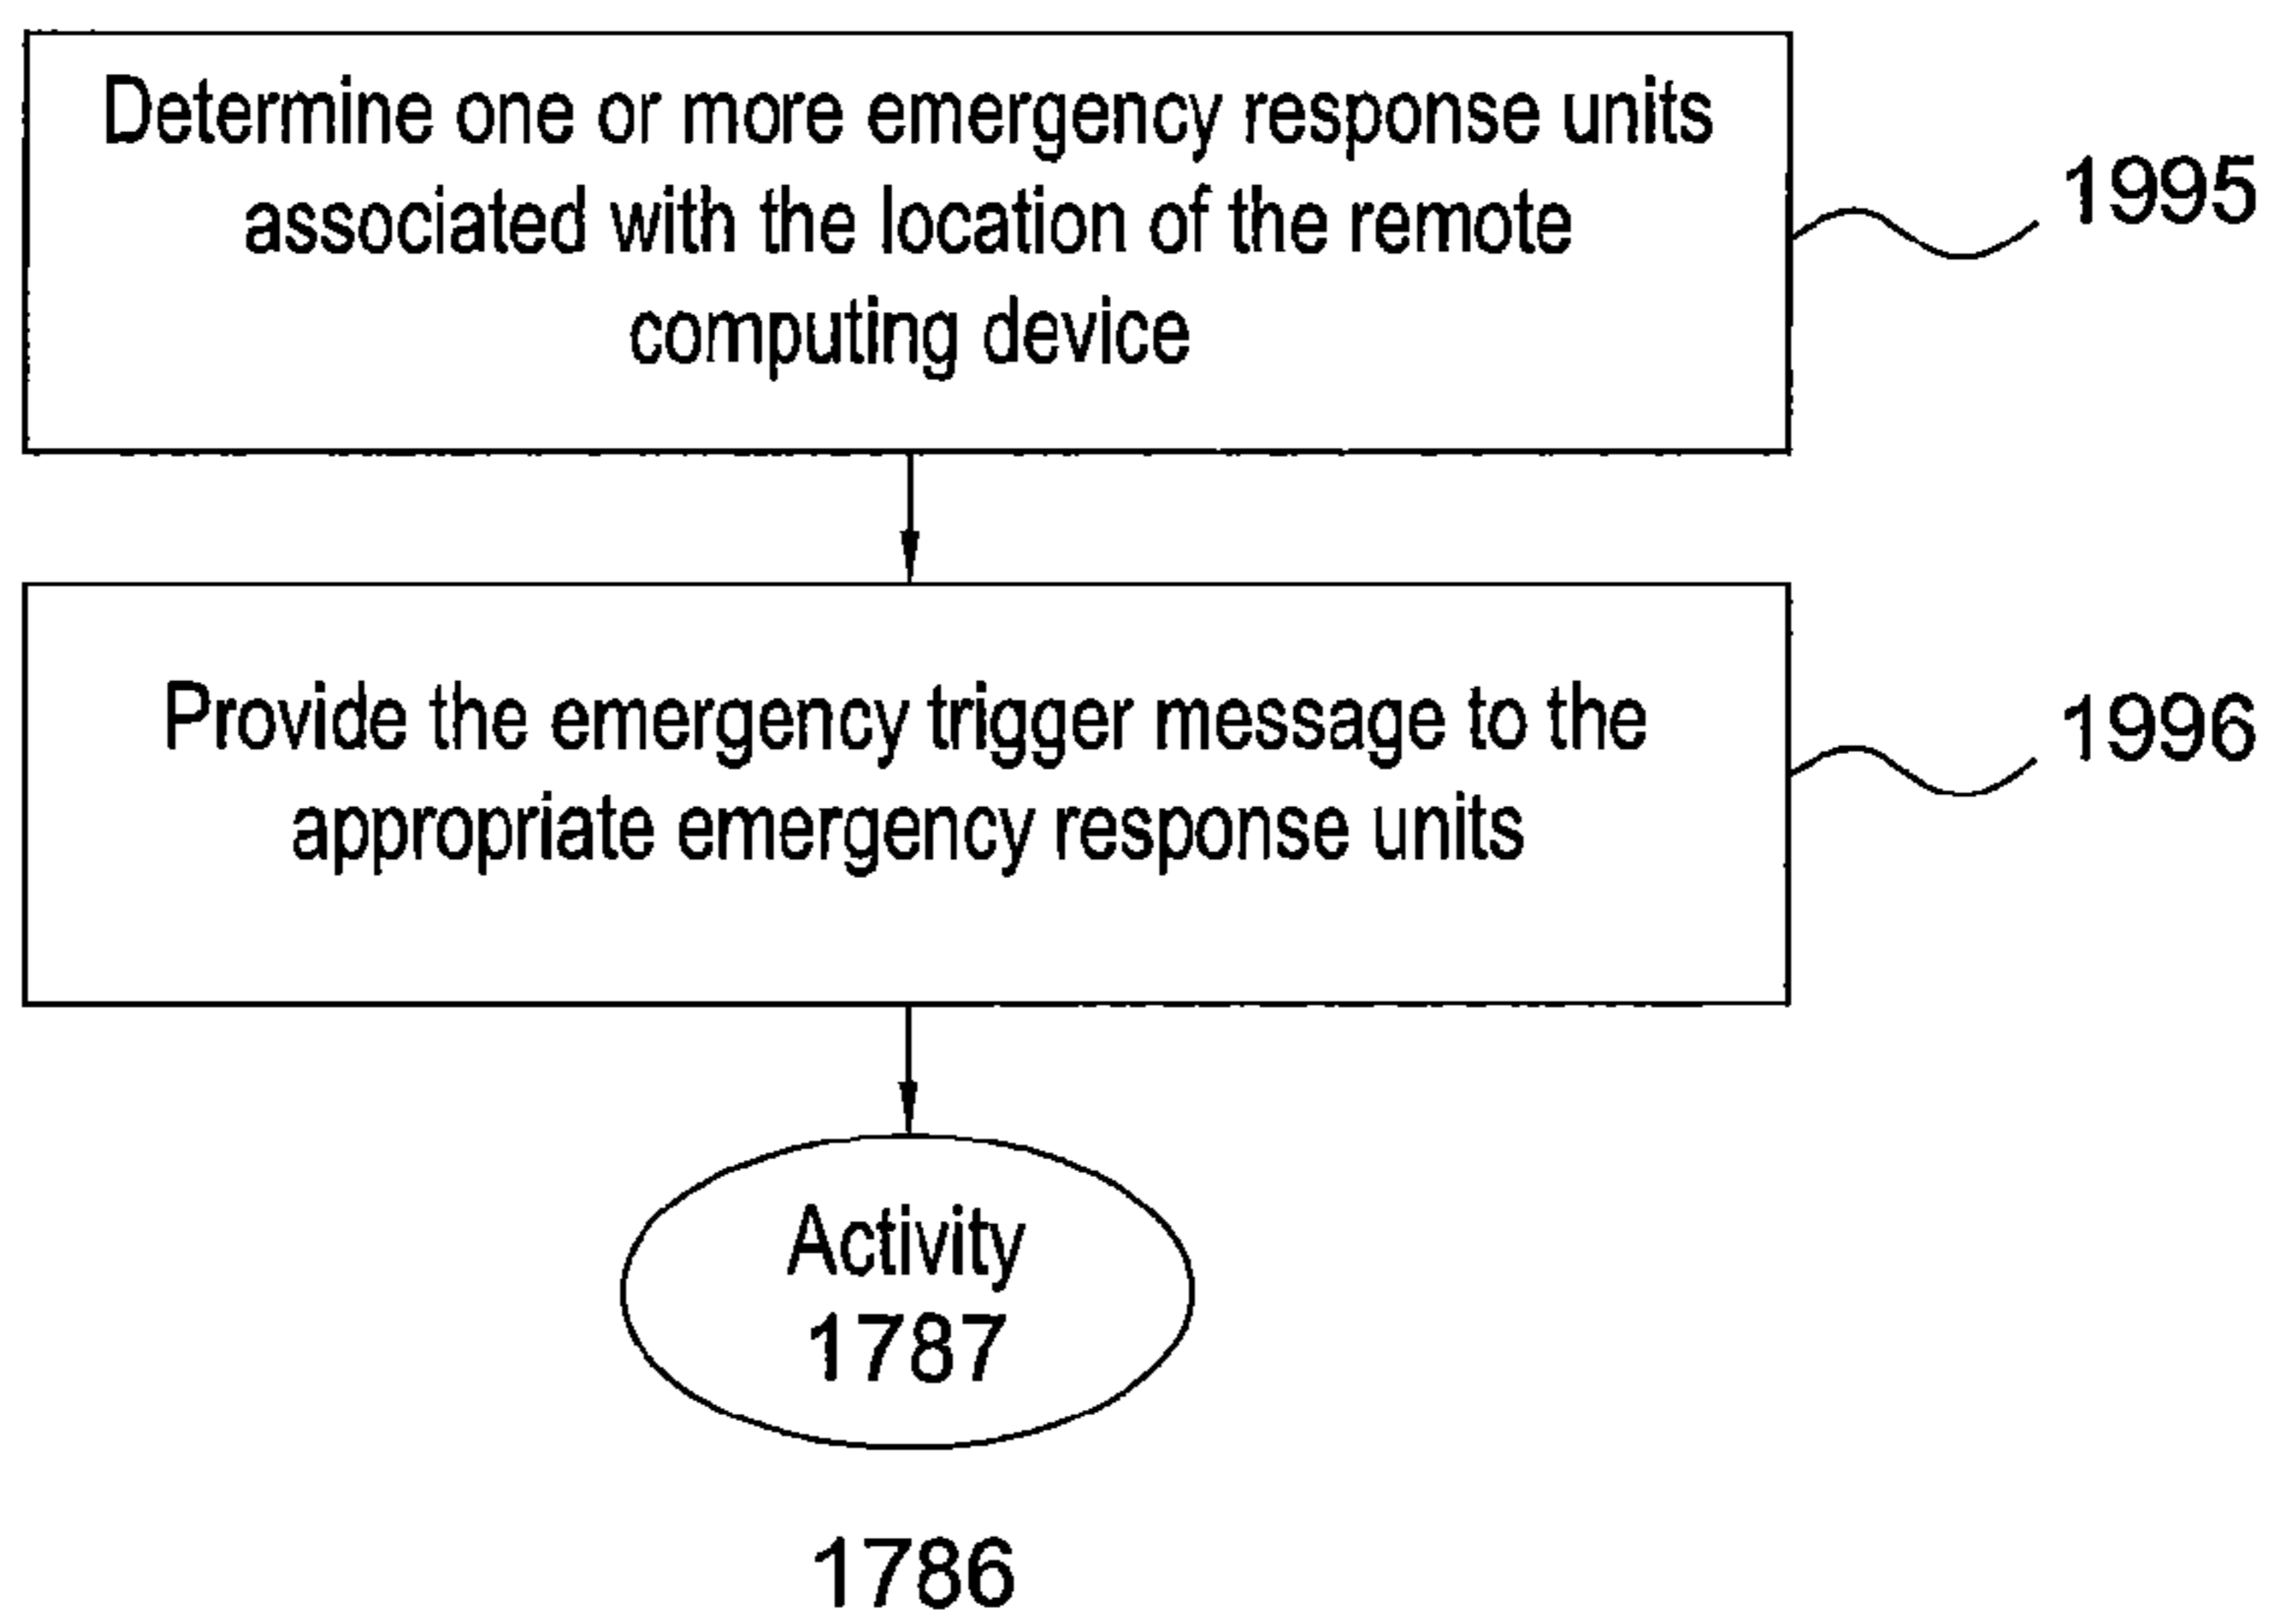 Determine one or more emergency response units
associated with the location of the remote
computing device
1995
Provide the emergency trigger message to the
appropriate emergency response units
1996
Activity
1787
1786